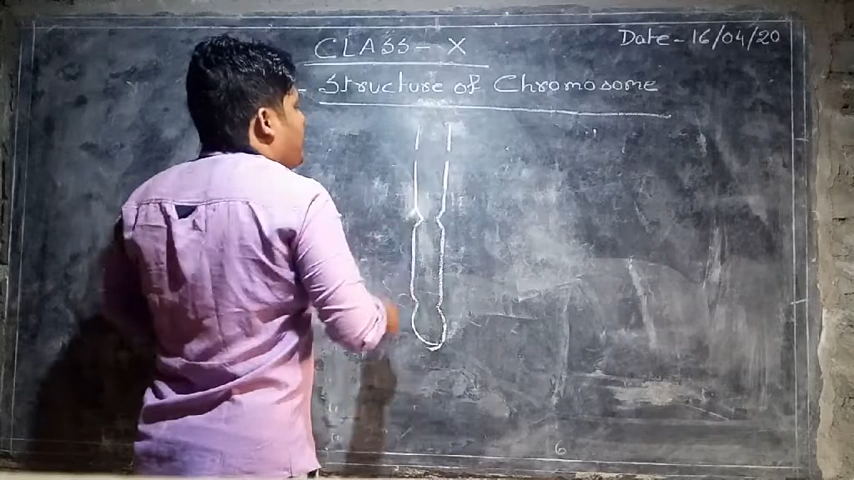 CLASS - X
Date - 16/04/20
- Structure of Chromosome